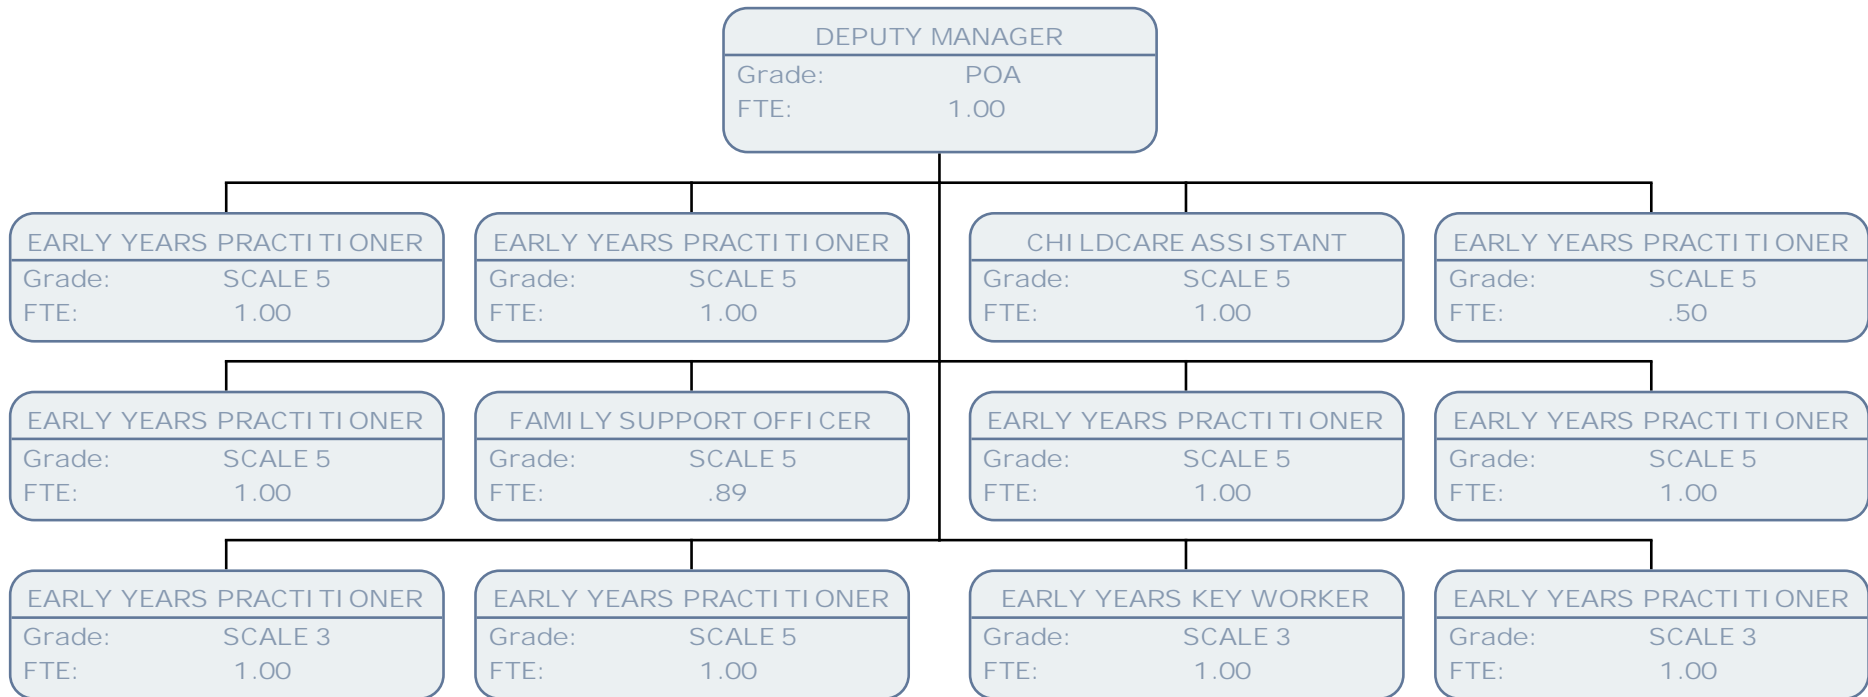 DEPUTY MANAGER
Grade: POA
FTE: 1.00
EARLY YEARS PRACTITIONER
Grade: SCALE 5
FTE: 1.00
EARLY YEARS PRACTITIONER
Grade: SCALE 5
FTE: 1.00
CHILDCARE ASSISTANT
Grade: SCALE 5
FTE: 1.00
EARLY YEARS PRACTITIONER
Grade: SCALE 5
FTE: .50
EARLY YEARS PRACTITIONER
Grade: SCALE 5
FTE: 1.00
FAMILY SUPPORT OFFICER
Grade: SCALE 5
FTE: .89
EARLY YEARS PRACTITIONER
Grade: SCALE 5
FTE: 1.00
EARLY YEARS PRACTITIONER
Grade: SCALE 5
FTE: 1.00
EARLY YEARS PRACTITIONER
Grade: SCALE 3
FTE: 1.00
EARLY YEARS PRACTITIONER
Grade: SCALE 5
FTE: 1.00
EARLY YEARS KEY WORKER
Grade: SCALE 3
FTE: 1.00
EARLY YEARS PRACTITIONER
Grade: SCALE 3
FTE: 1.00